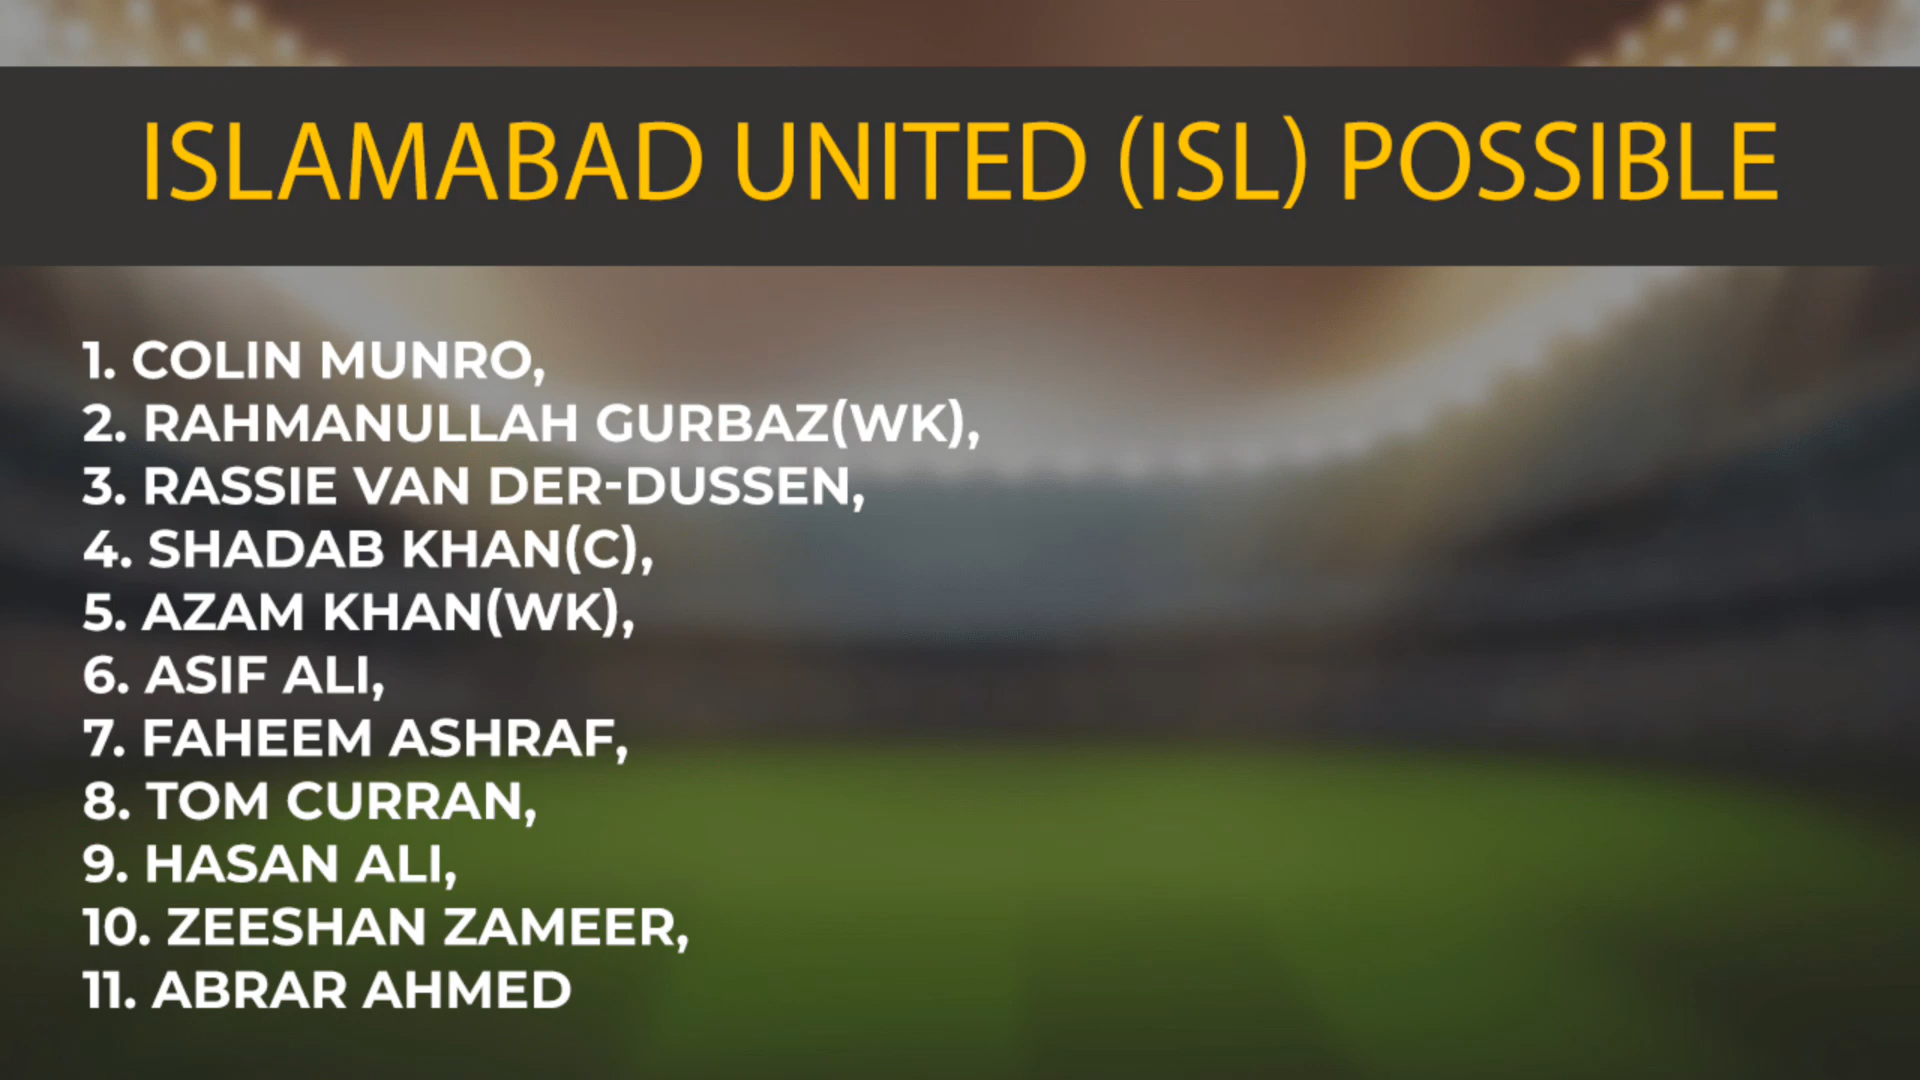 ISLAMABAD UNITED (ISL) POSSIBLE
1. COLIN MUNRO,
2. RAHMANULLAH GURBAZ(WK),
3. RASSIE VAN DER-DUSSEN,
4. SHADAB KHAN(C),
5. AZAM KHAN(WK),
6. ASIF ALI,
7. FAHEEM ASHRAF,
8. TOM CURRAN,
9. HASAN ALI,
10. ZEESHAN ZAMEER,
11. ABRAR AHMED